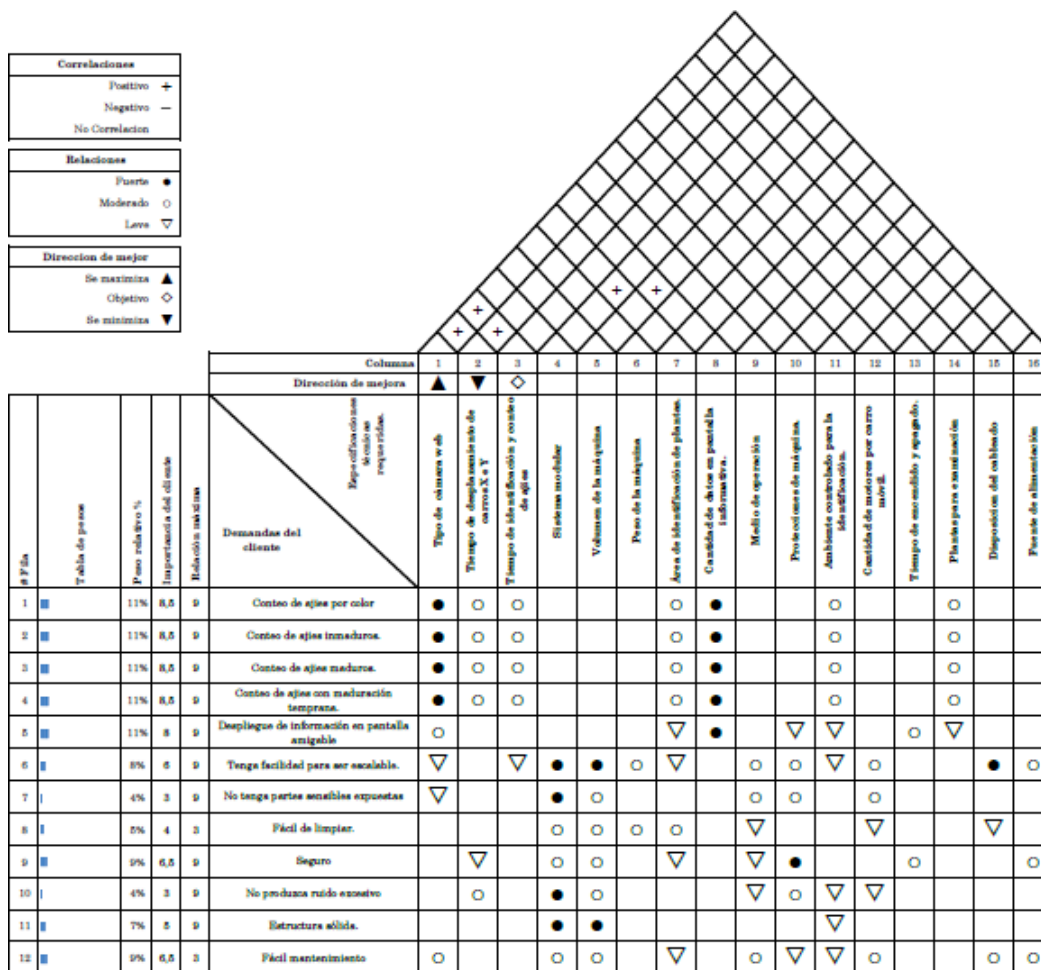 Correlaciones
Positivo +
Negativo −
No Correlacion
Relaciones
Fuerte ●
Moderado ○
Leve ▽
Direccion de mejor
Se maximiza ▲
Objetivo ◇
Se minimiza ▼
+ +
+
+ +
Columna 1 2 3 4 5 6 7 8 9 10 11 12 13 14 15 16
Dirección de mejora ▲ ▼ ◇
# Fila
Tabla de pesos
Peso relativo %
Importancia del cliente
Relación máxima
Especificaciones
técnicas
requeridas.
Demandas del
cliente
Tipo de cámara web
Tiempo de desplazamiento de
carros X e Y
Tiempo de identificación y conteo
de ajíes
Sistema modular
Volumen de la máquina
Peso de la máquina
Área de identificación de plantas.
Cantidad de datos en pantalla
informativa.
Medio de operación
Protecciones de máquina.
Ambiente controlado para la
identificación.
Cantidad de motores por carro
móvil.
Tiempo de encendido y apagado.
Plantas para examinación
Disposicion del cableado
Fuente de alimentación
1 11% 8,5 9 Conteo de ajíes por color ● ○ ○ ○ ● ○ ○
2 11% 8,5 9 Conteo de ajíes inmaduros. ● ○ ○ ○ ● ○ ○
3 11% 8,5 9 Conteo de ajíes maduros. ● ○ ○ ○ ● ○ ○
4 11% 8,5 9 Conteo de ajíes con maduración
temprana. ● ○ ○ ○ ● ○ ○
5 11% 8 9 Despliegue de información en pantalla
amigable ○ ▽ ● ▽ ▽ ○ ▽
6 8% 6 9 Tenga facilidad para ser escalable. ▽ ▽ ● ● ○ ▽ ○ ○ ▽ ○ ● ○
7 4% 3 9 No tenga partes sensibles expuestas ▽ ● ○ ○ ○ ○
8 5% 4 3 Fácil de limpiar. ○ ○ ○ ○ ▽ ▽ ▽
9 9% 6,5 9 Seguro ▽ ○ ○ ▽ ▽ ● ○ ○
10 4% 3 9 No produzca ruido excesivo ○ ● ○ ▽ ○ ▽ ▽
11 7% 5 9 Estructura sólida. ● ● ▽
12 9% 6,5 3 Fácil mantenimiento ○ ○ ○ ▽ ○ ▽ ▽ ○ ○ ○